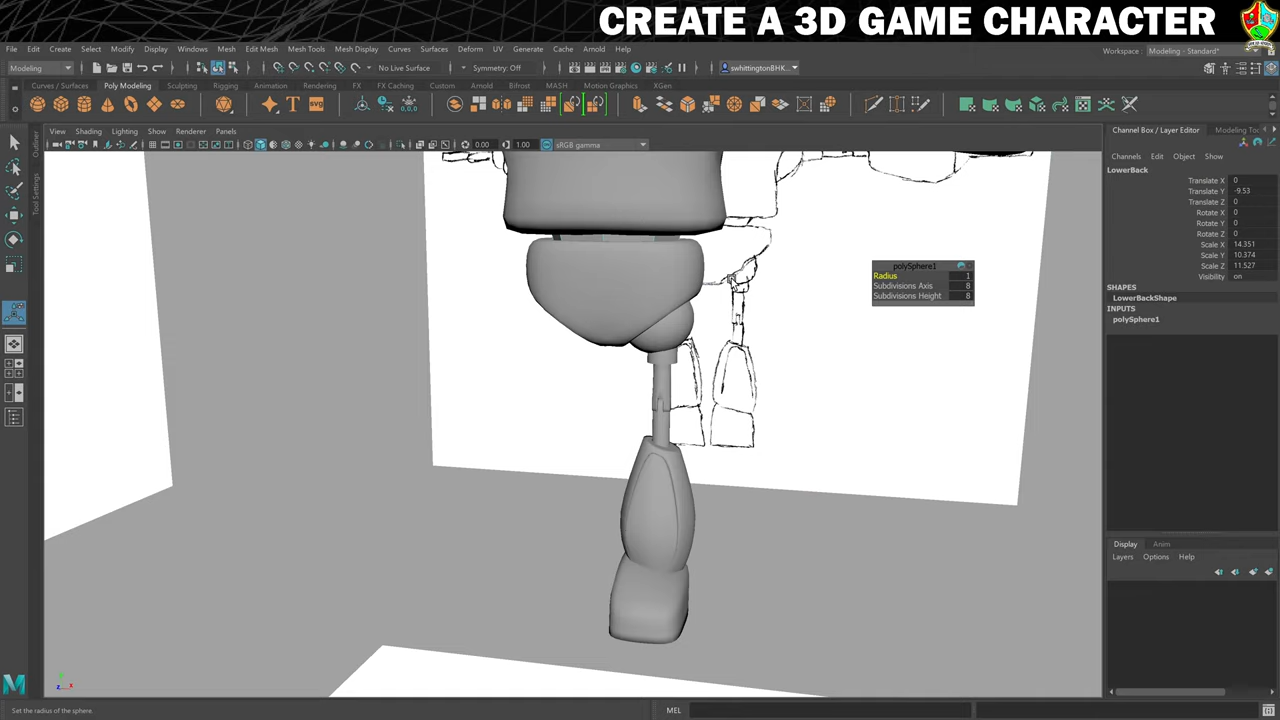 CREATE A 3D GAME CHARACTER
File Edit Create Select Modify Display Windows Mesh Edit Mesh Mesh Tools Mesh Display Curves Surfaces Deform UV Generate Cache Arnold Help
Workspace: Modeling - Standard*
Modeling No Live Surface Symmetry: Off swhittingtonBHK...
Curves / Surfaces Poly Modeling Sculpting Rigging Animation Rendering FX FX Caching Custom Arnold Bifrost MASH Motion Graphics XGen
SVG
View Shading Lighting Show Renderer Panels
0.00 1.00 sRGB gamma
Outliner
Tool Settings
polySphere1
Radius 1
Subdivisions Axis 8
Subdivisions Height 8
Channel Box / Layer Editor Modeling To
Channels Edit Object Show
LowerBack
Translate X 0
Translate Y -9.53
Translate Z 0
Rotate X 0
Rotate Y 0
Rotate Z 0
Scale X 14.351
Scale Y 10.374
Scale Z 11.527
Visibility on
SHAPES
LowerBackShape
INPUTS
polySphere1
Display Anim
Layers Options Help
Set the radius of the sphere.
MEL